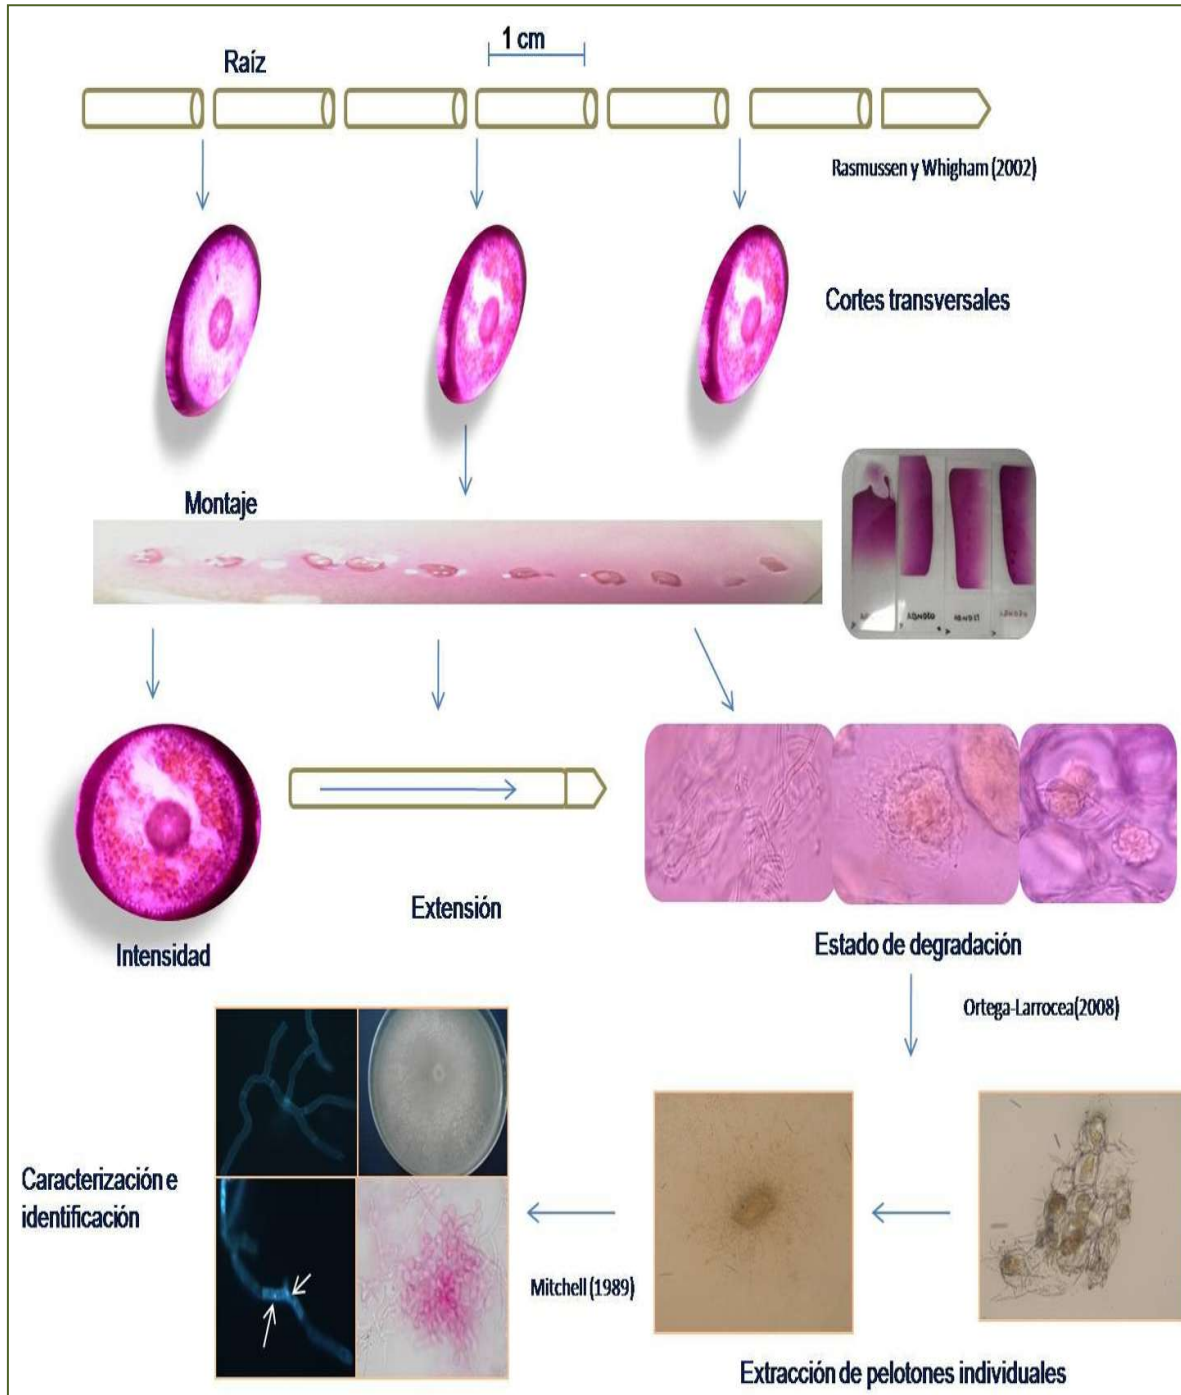 1 cm
Raíz
Rasmussen y Whigham (2002)
Cortes transversales
Montaje
Extensión
Intensidad
Estado de degradación
Ortega-Larrocea(2008)
Caracterización e
identificación
Mitchell (1989)
Extracción de pelotones individuales